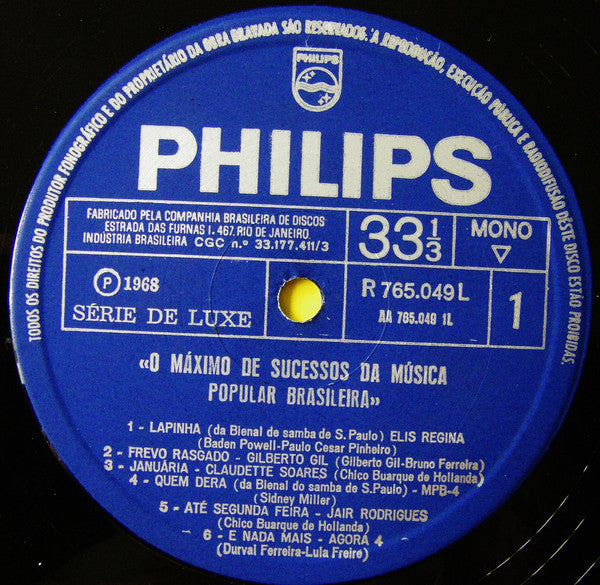 TODOS OS DIREITOS DO PRODUTOR FONOGRÁFICO E DO PROPRIETÁRIO DA OBRA GRAVADA SÃO RESERVADOS. A REPRODUÇÃO, EXECUÇÃO PÚBLICA E RADIODIFUSÃO DESTE DISCO ESTÃO PROIBIDAS.
PHILIPS
PHILIPS
FABRICADO PELA COMPANHIA BRASILEIRA DE DISCOS
ESTRADA DAS FURNAS I. 467. RIO DE JANEIRO.
INDÚSTRIA BRASILEIRA CGC n.º 33.177.411/3
33 1/3
MONO
℗ 1968
SÉRIE DE LUXE
R 765.049 L
AA 765.049 1L
1
«O MÁXIMO DE SUCESSOS DA MÚSICA
POPULAR BRASILEIRA»
1 - LAPINHA (da Bienal de samba de S. Paulo) ELIS REGINA
(Baden Powell-Paulo Cesar Pinheiro)
2 - FREVO RASGADO - GILBERTO GIL (Gilberto Gil-Bruno Ferreira)
3 - JANUÁRIA - CLAUDETTE SOARES (Chico Buarque de Hollanda)
4 - QUEM DERA (da Bienal do samba de S.Paulo) - MPB-4
(Sidney Miller)
5 - ATÉ SEGUNDA FEIRA - JAIR RODRIGUES
(Chico Buarque de Hollanda)
6 - E NADA MAIS - AGORA 4
(Durval Ferreira-Lula Freire)